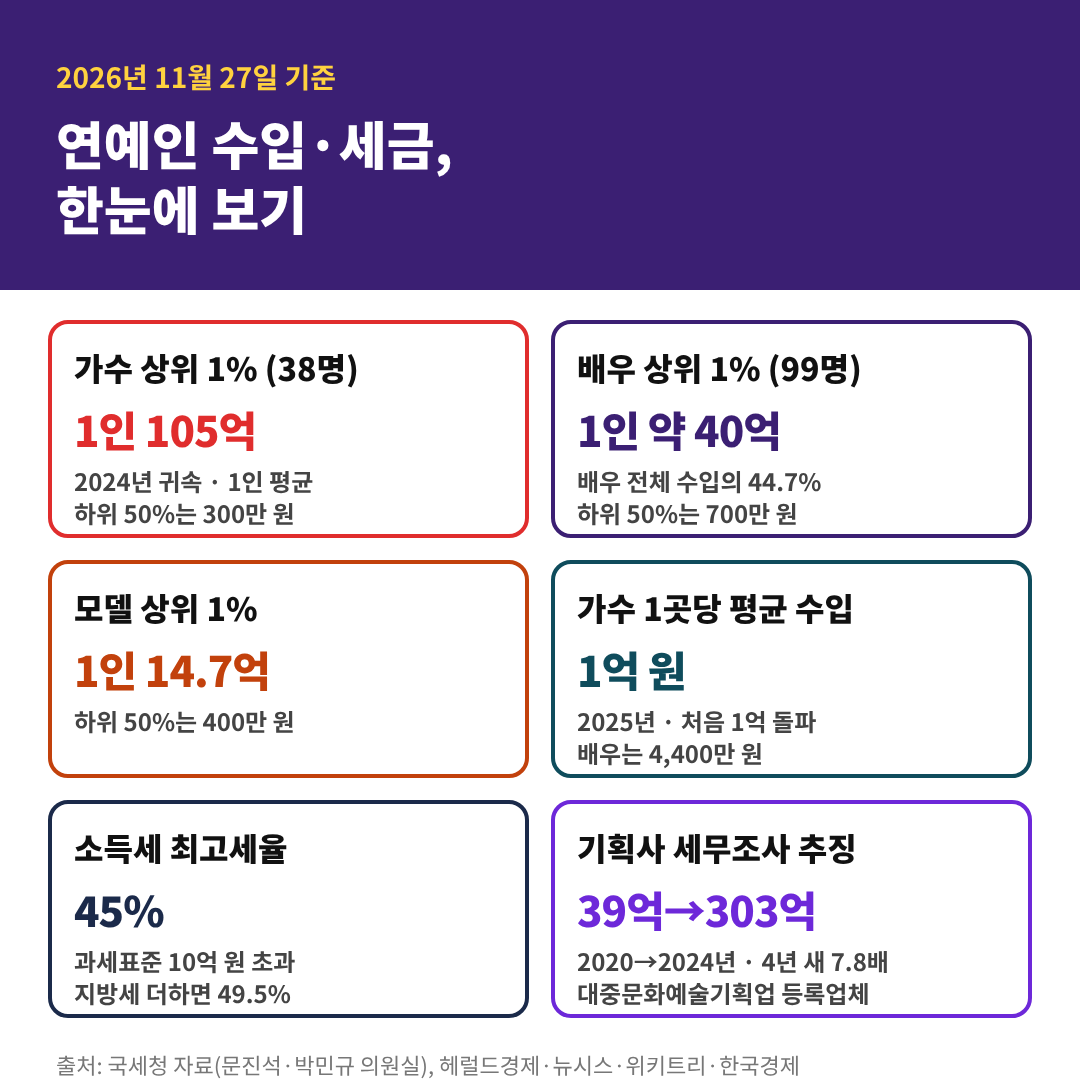 2026년 11월 27일 기준
연예인 수입·세금,
한눈에 보기
가수 상위 1% (38명)
1인 105억
2024년 귀속 · 1인 평균
하위 50%는 300만 원
배우 상위 1% (99명)
1인 약 40억
배우 전체 수입의 44.7%
하위 50%는 700만 원
모델 상위 1%
1인 14.7억
하위 50%는 400만 원
가수 1곳당 평균 수입
1억 원
2025년 · 처음 1억 돌파
배우는 4,400만 원
소득세 최고세율
45%
과세표준 10억 원 초과
지방세 더하면 49.5%
기획사 세무조사 추징
39억→303억
2020→2024년 · 4년 새 7.8배
대중문화예술기획업 등록업체
출처: 국세청 자료(문진석·박민규 의원실), 헤럴드경제·뉴시스·위키트리·한국경제